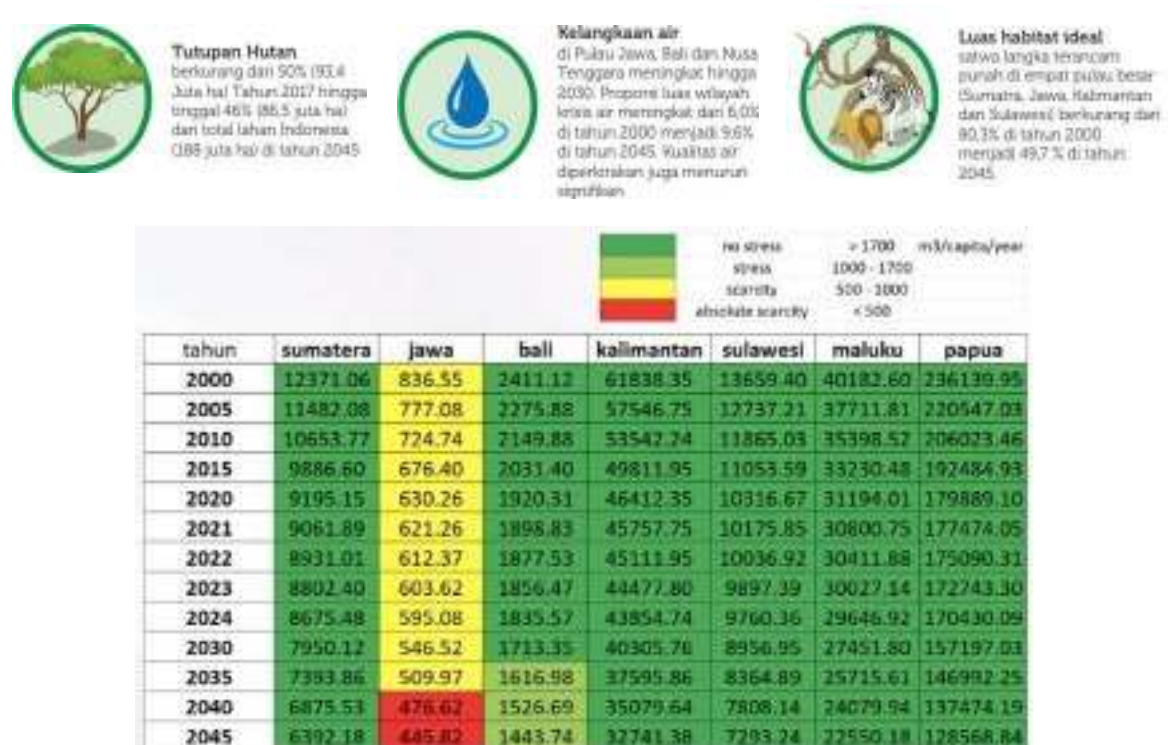 Tutupan Hutan
berkurang dari 50% (93,4
Juta ha) Tahun 2017 hingga
tinggal 46% (86,5 juta ha)
dari total lahan Indonesia
(188 juta ha) di tahun 2045
Kelangkaan air
di Pulau Jawa, Bali dan Nusa
Tenggara meningkat hingga
2030. Proporsi luas wilayah
krisis air meningkat dari 6,0%
di tahun 2000 menjadi 9,6%
di tahun 2045. Kualitas air
diperkirakan juga menurun
signifikan
Luas habitat ideal
satwa langka terancam
punah di empat pulau besar
(Sumatra, Jawa, Kalimantan
dan Sulawesi) berkurang dari
80,3% di tahun 2000
menjadi 49,7 % di tahun
2045.
no stress > 1700 m3/capita/year
stress 1000 - 1700
scarcity 500 - 1000
absolute scarcity < 500
tahun sumatera jawa bali kalimantan sulawesi maluku papua
2000 12371.06 836.55 2411.12 61838.35 13659.40 40182.60 236139.95
2005 11482.08 777.08 2275.88 57546.75 12737.21 37711.81 220547.03
2010 10653.77 724.74 2149.88 53542.24 11865.03 35398.52 206023.46
2015 9886.60 676.40 2031.40 49811.95 11053.59 33230.48 192484.93
2020 9195.15 630.26 1920.31 46412.35 10316.67 31194.01 179889.10
2021 9061.89 621.26 1898.83 45757.75 10175.85 30800.75 177474.05
2022 8931.01 612.37 1877.53 45111.95 10036.92 30411.88 175090.31
2023 8802.40 603.62 1856.47 44477.80 9897.39 30027.14 172743.30
2024 8675.48 595.08 1835.57 43854.74 9760.36 29646.92 170430.09
2030 7950.12 546.52 1713.35 40305.76 8956.95 27451.80 157197.03
2035 7393.86 509.97 1616.98 37595.86 8364.89 25715.61 146992.25
2040 6875.53 476.62 1526.69 35079.64 7808.14 24079.94 137474.19
2045 6392.18 445.82 1443.74 32741.38 7293.24 22550.18 128568.84